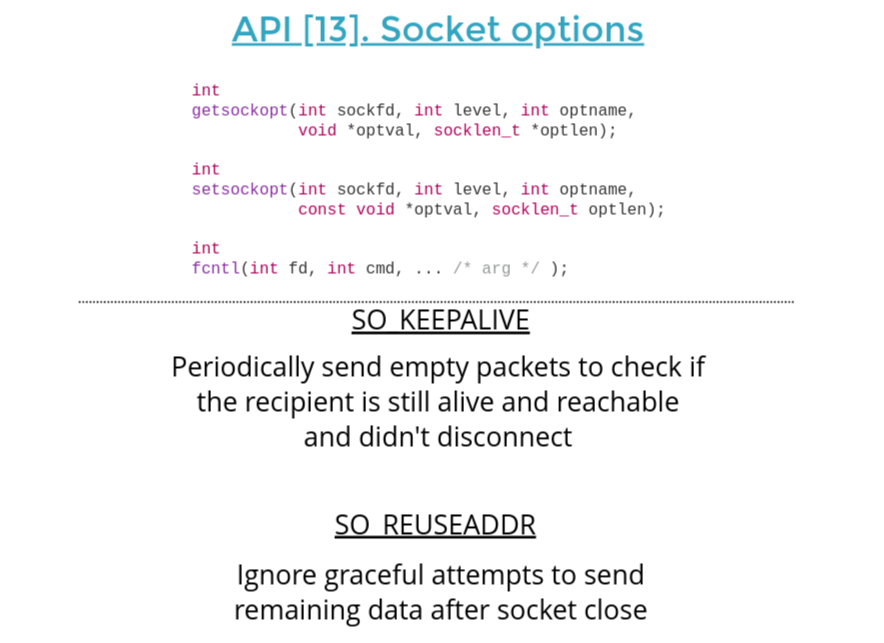 API [13]. Socket options
int
getsockopt(int sockfd, int level, int optname,
void *optval, socklen_t *optlen);
int
setsockopt(int sockfd, int level, int optname,
const void *optval, socklen_t optlen);
int
fcntl(int fd, int cmd, ... /* arg */ );
SO_KEEPALIVE
Periodically send empty packets to check if
the recipient is still alive and reachable
and didn't disconnect
SO_REUSEADDR
Ignore graceful attempts to send
remaining data after socket close